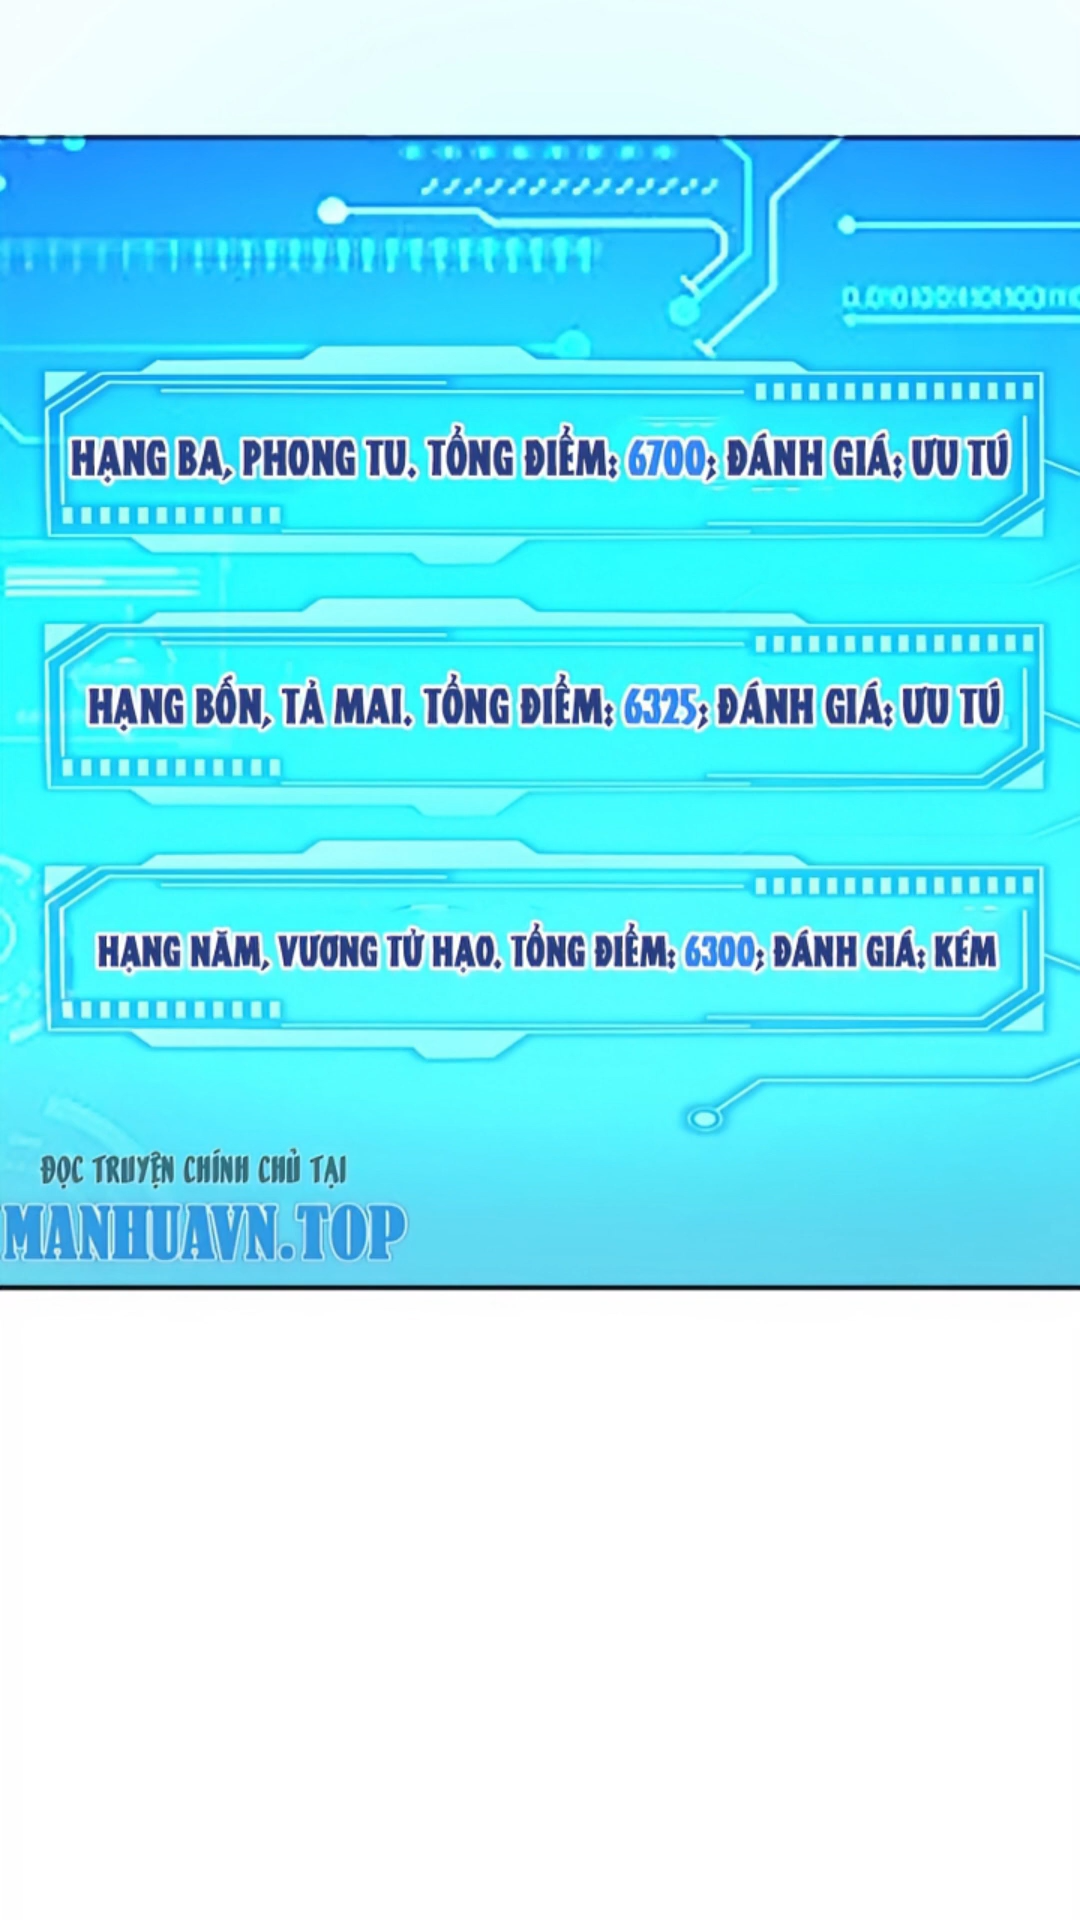 HẠNG BA, PHONG TU. TỔNG ĐIỂM: 6700; ĐÁNH GIÁ: ƯU TÚ
HẠNG BỐN, TẢ MAI. TỔNG ĐIỂM: 6325; ĐÁNH GIÁ: ƯU TÚ
HẠNG NĂM, VƯƠNG TỬ HẠO. TỔNG ĐIỂM: 6300; ĐÁNH GIÁ: KÉM
ĐỌC TRUYỆN CHÍNH CHỦ TẠI
MANHUAVN.TOP